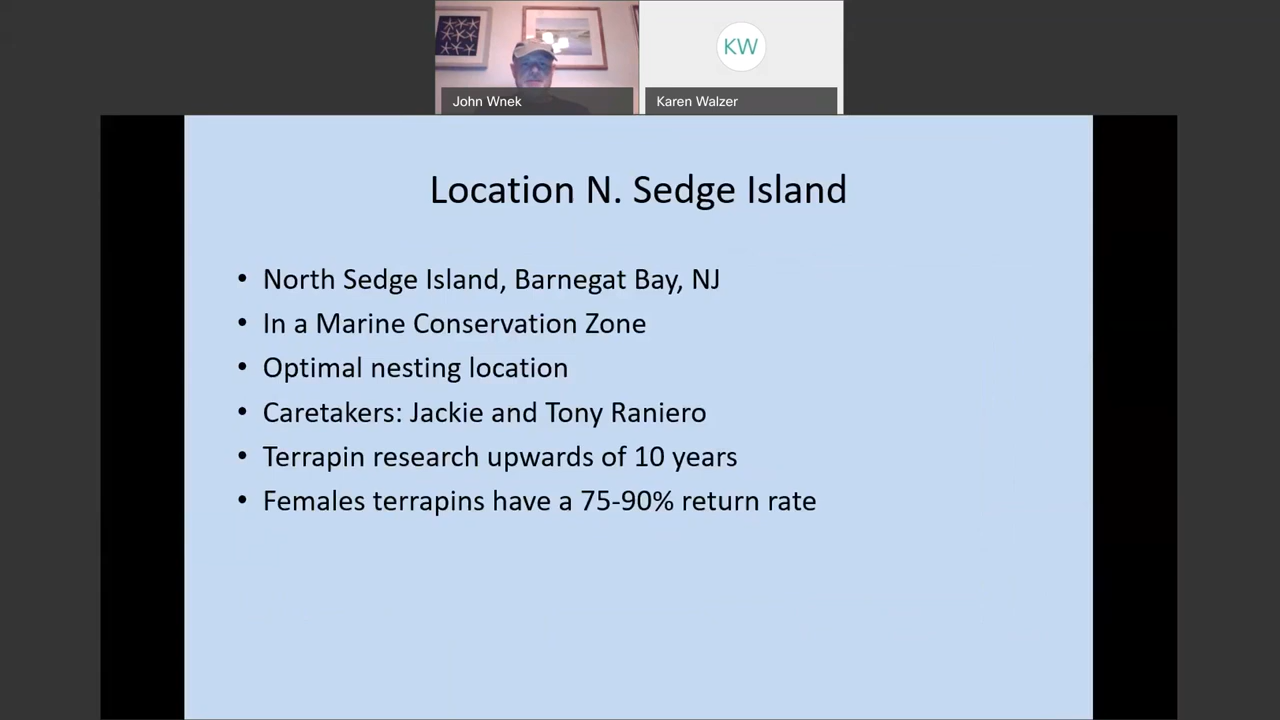 KW
John Wnek
Karen Walzer
Location N. Sedge Island
• North Sedge Island, Barnegat Bay, NJ
• In a Marine Conservation Zone
• Optimal nesting location
• Caretakers: Jackie and Tony Raniero
• Terrapin research upwards of 10 years
• Females terrapins have a 75-90% return rate